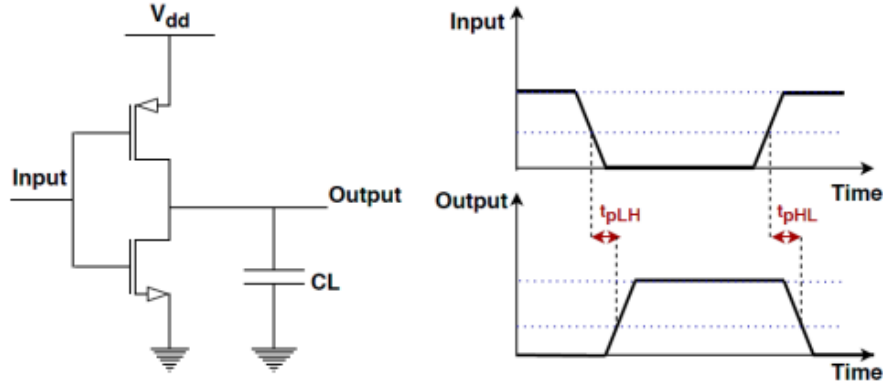 Vdd
Input
Output
CL
Input
Time
tpLH
tpHL
Output
Time